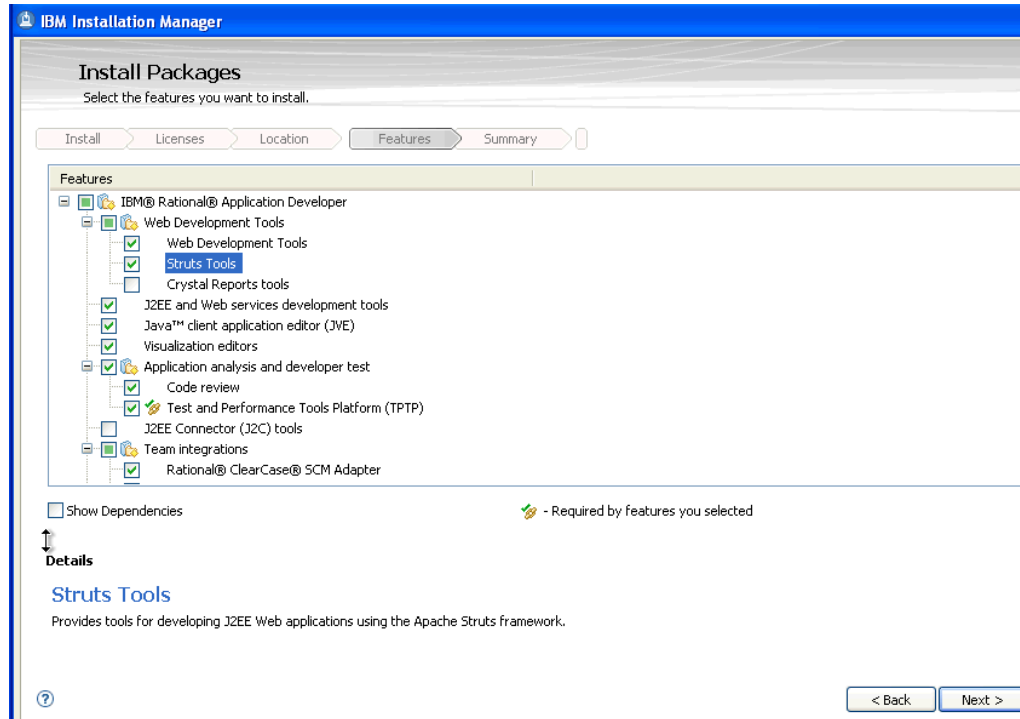 IBM Installation Manager
Install Packages
Select the features you want to install.
Install Licenses Location Features Summary
Features
IBM® Rational® Application Developer
Web Development Tools
Web Development Tools
Struts Tools
Crystal Reports tools
J2EE and Web services development tools
Java™ client application editor (JVE)
Visualization editors
Application analysis and developer test
Code review
Test and Performance Tools Platform (TPTP)
J2EE Connector (J2C) tools
Team integrations
Rational® ClearCase® SCM Adapter
Show Dependencies - Required by features you selected
Details
Struts Tools
Provides tools for developing J2EE Web applications using the Apache Struts framework.
? < Back Next >